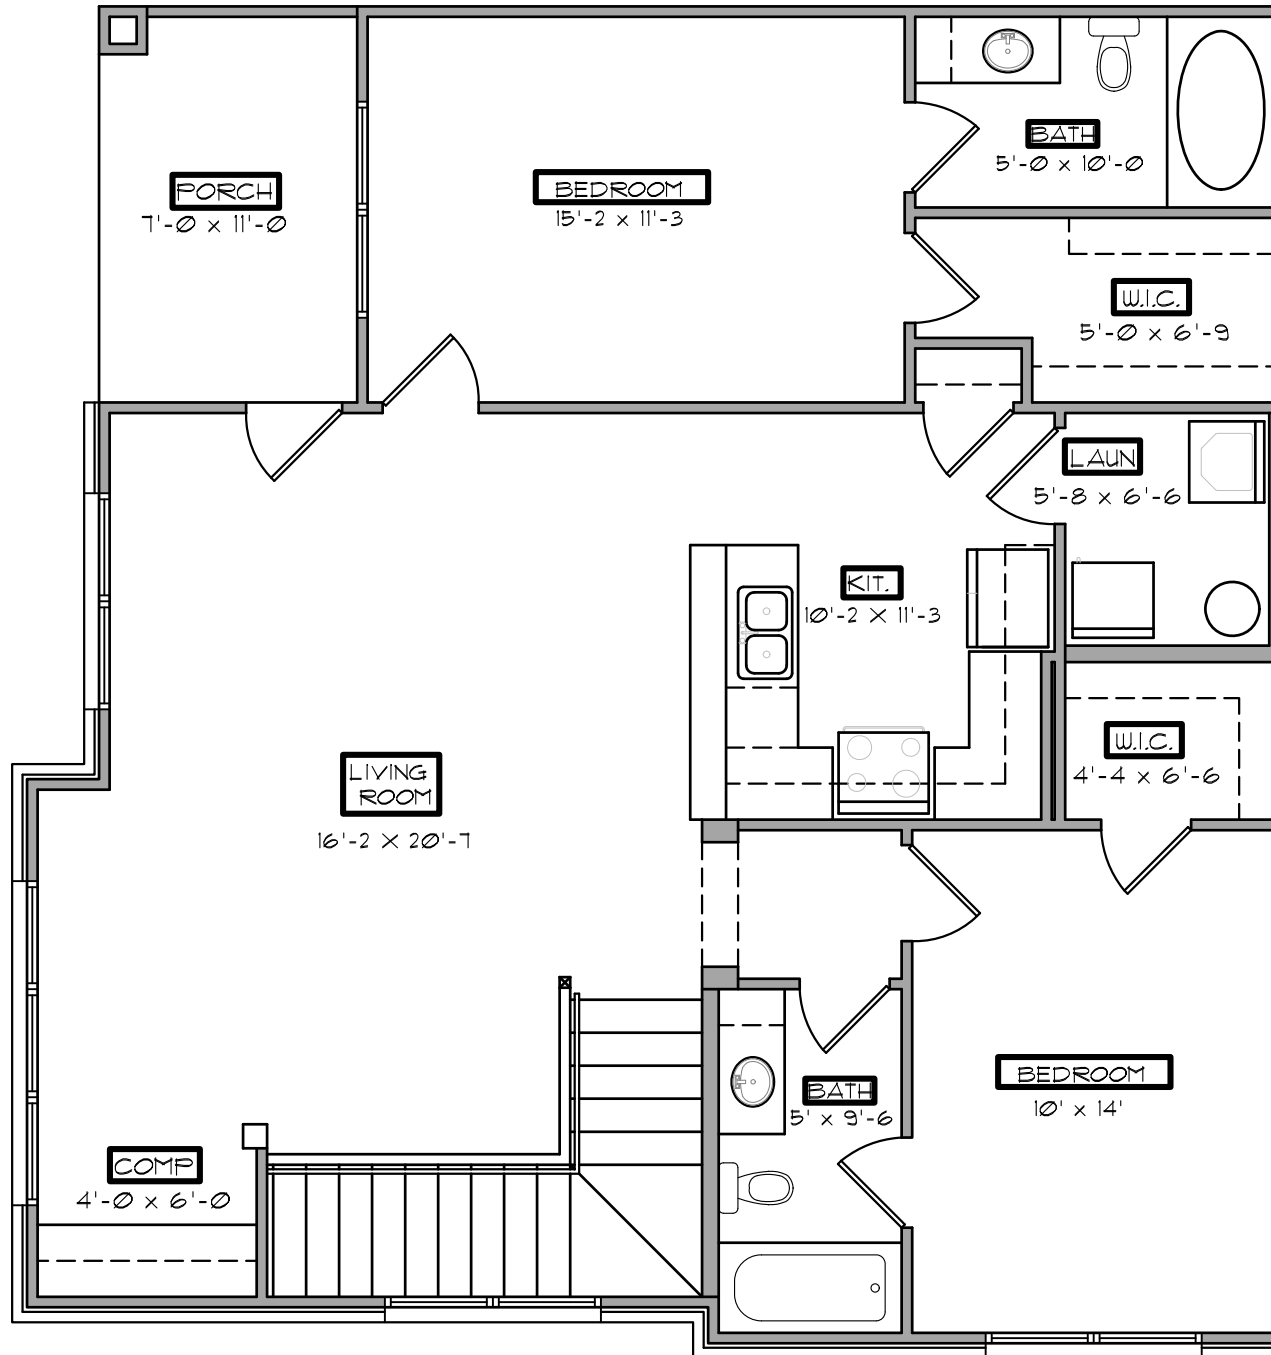 BATH
5'-0 x 10'-0
PORCH
7'-0 x 11'-0
BEDROOM
15'-2 x 11'-3
W.I.C.
5'-0 x 6'-9
LAUN
5'-8 x 6'-6
KIT.
10'-2 x 11'-3
W.I.C.
4'-4 x 6'-6
LIVING
ROOM
16'-2 x 20'-7
BEDROOM
10' x 14'
BATH
5' x 9'-6
COMP
4'-0 x 6'-0